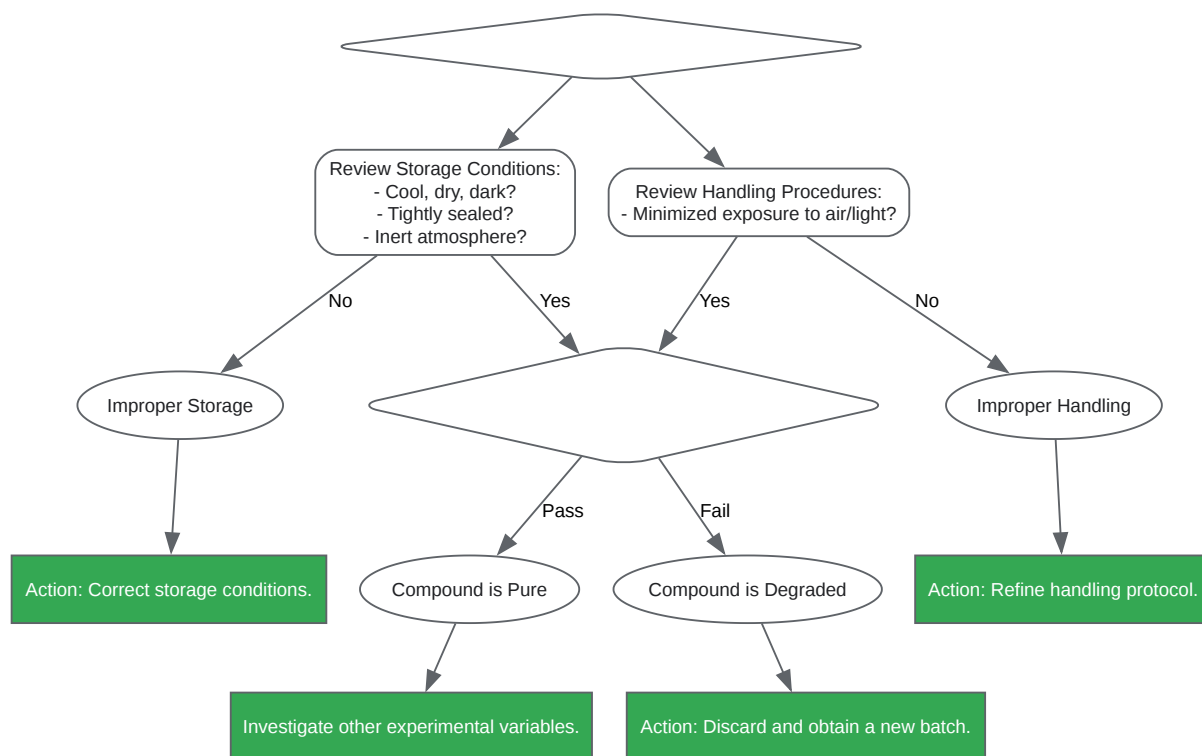 Review Storage Conditions:
- Cool, dry, dark?
- Tightly sealed?
- Inert atmosphere?
Review Handling Procedures:
- Minimized exposure to air/light?
No
Yes
Yes
No
Improper Storage
Improper Handling
Pass
Fail
Action: Correct storage conditions.
Compound is Pure
Compound is Degraded
Action: Refine handling protocol.
Investigate other experimental variables.
Action: Discard and obtain a new batch.